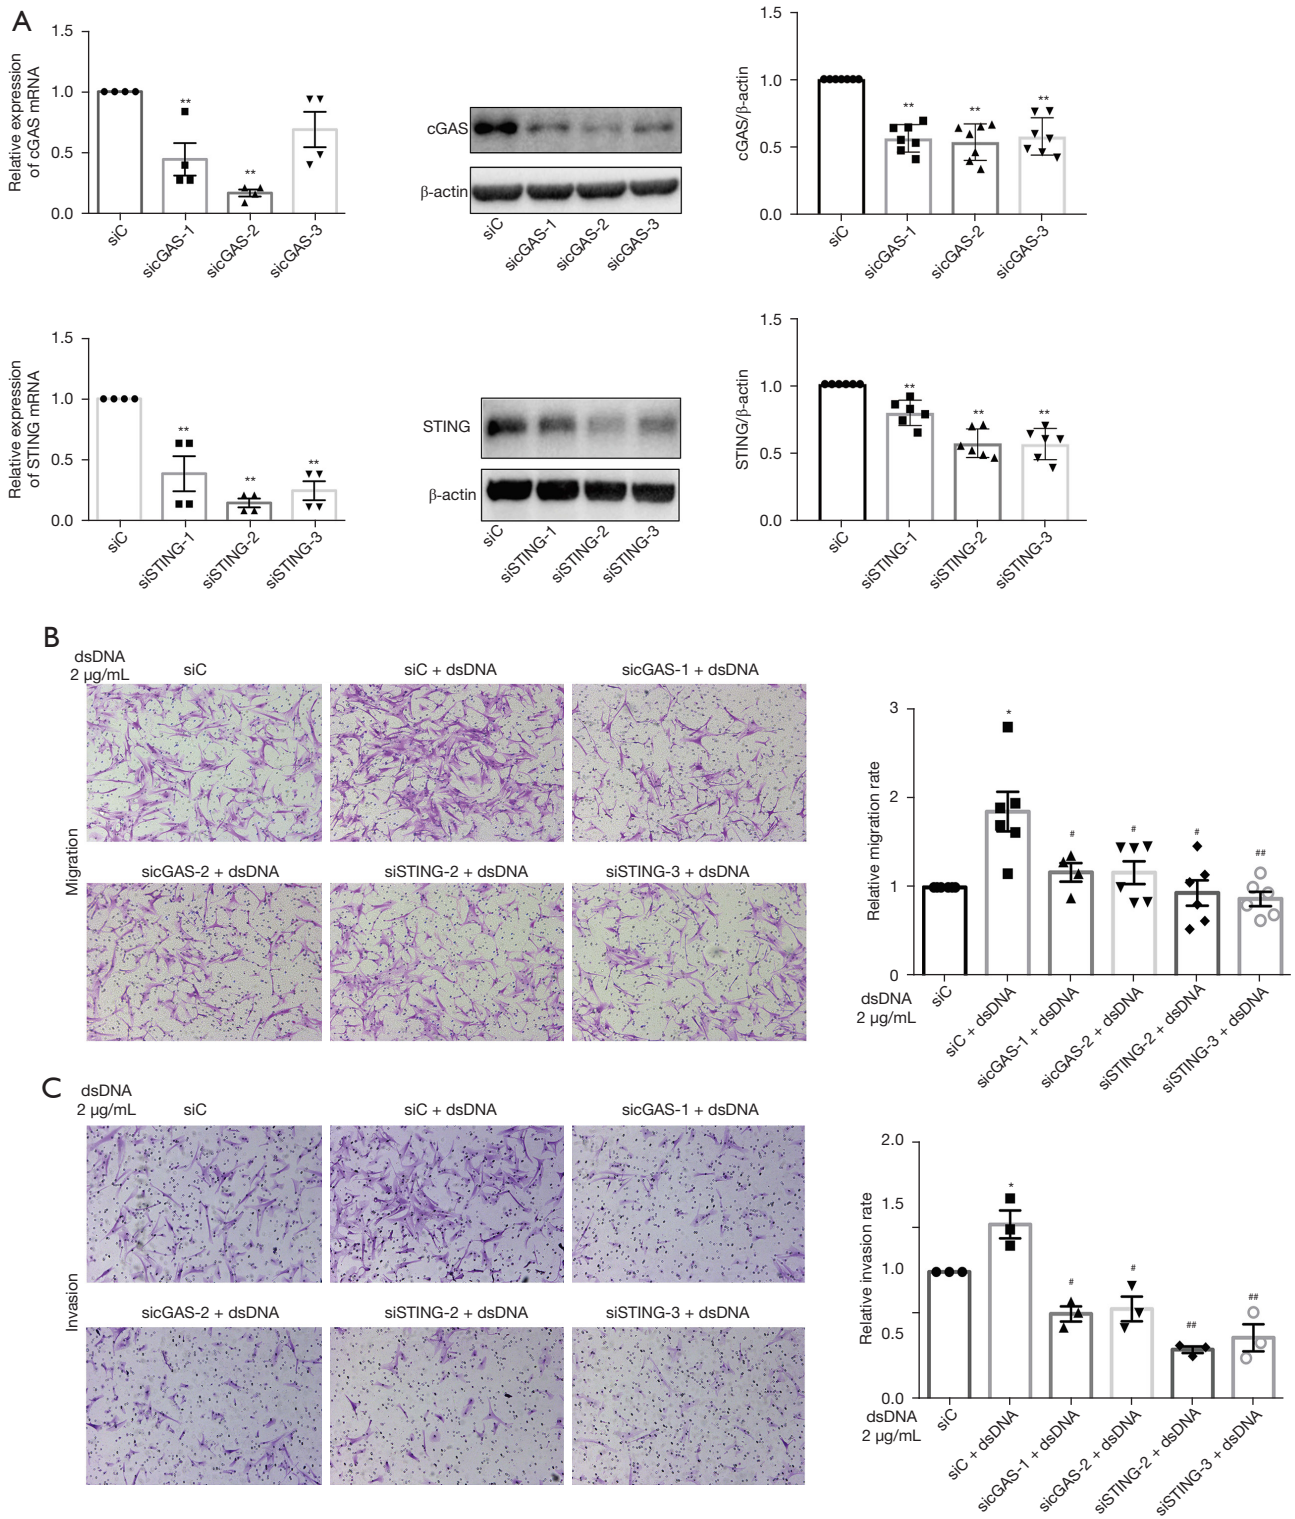 A
Relative expression
of cGAS mRNA
1.5
1.0
0.5
0.0
**
**
siC
sicGAS-1
sicGAS-2
sicGAS-3
cGAS
β-actin
siC
sicGAS-1
sicGAS-2
sicGAS-3
cGAS/β-actin
1.5
1.0
0.5
0.0
**
**
**
siC
sicGAS-1
sicGAS-2
sicGAS-3
Relative expression
of STING mRNA
1.5
1.0
0.5
0.0
**
**
**
siC
siSTING-1
siSTING-2
siSTING-3
STING
β-actin
siC
siSTING-1
siSTING-2
siSTING-3
STING/β-actin
1.5
1.0
0.5
0.0
**
**
**
siC
siSTING-1
siSTING-2
siSTING-3
B
dsDNA
2 μg/mL
siC
siC + dsDNA
sicGAS-1 + dsDNA
Migration
sicGAS-2 + dsDNA
siSTING-2 + dsDNA
siSTING-3 + dsDNA
Relative migration rate
3
2
1
0
*
#
#
#
##
dsDNA
2 μg/mL
siC
siC + dsDNA
sicGAS-1 + dsDNA
sicGAS-2 + dsDNA
siSTING-2 + dsDNA
siSTING-3 + dsDNA
C
dsDNA
2 μg/mL
siC
siC + dsDNA
sicGAS-1 + dsDNA
Invasion
sicGAS-2 + dsDNA
siSTING-2 + dsDNA
siSTING-3 + dsDNA
Relative invasion rate
2.0
1.5
1.0
0.5
0.0
*
#
#
##
##
dsDNA
2 μg/mL
siC
siC + dsDNA
sicGAS-1 + dsDNA
sicGAS-2 + dsDNA
siSTING-2 + dsDNA
siSTING-3 + dsDNA